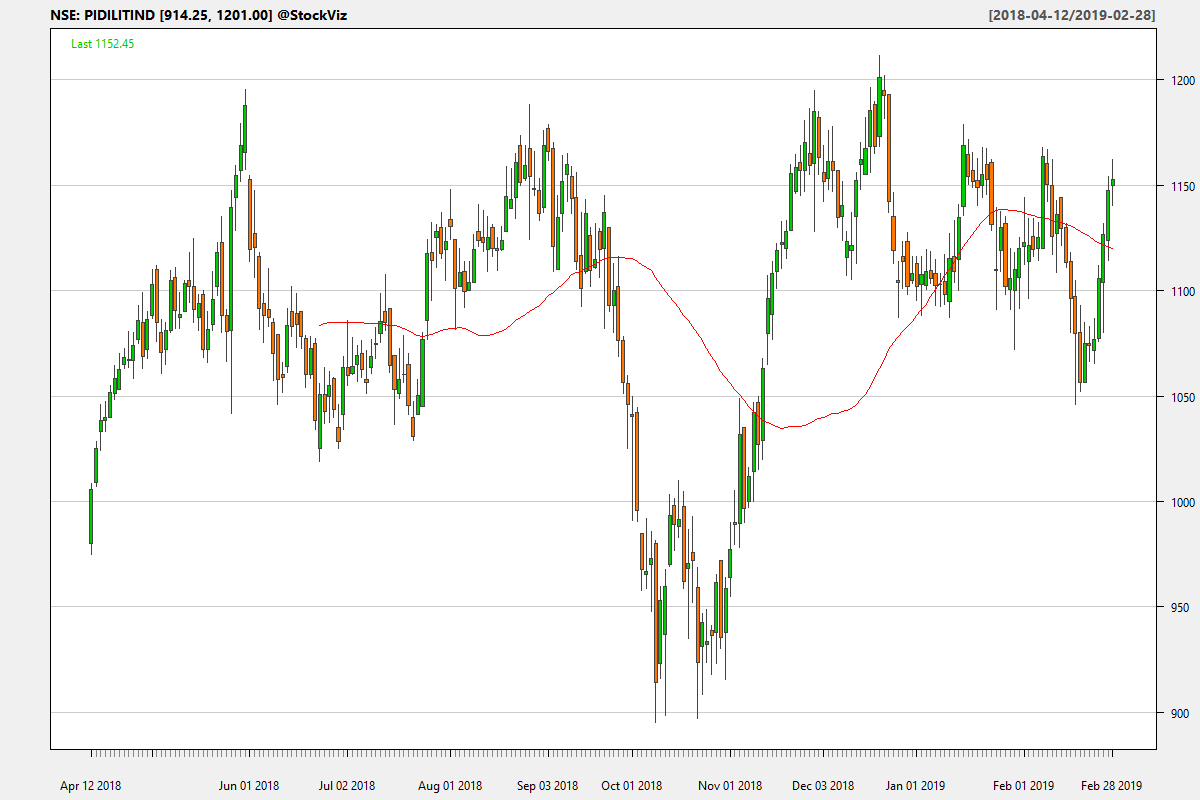 NSE: PIDILITIND [914.25, 1201.00] @StockViz [2018-04-12/2019-02-28]
Last 1152.45
1200
1150
1100
1050
1000
950
900
Apr 12 2018 Jun 01 2018 Jul 02 2018 Aug 01 2018 Sep 03 2018 Oct 01 2018 Nov 01 2018 Dec 03 2018 Jan 01 2019 Feb 01 2019 Feb 28 2019